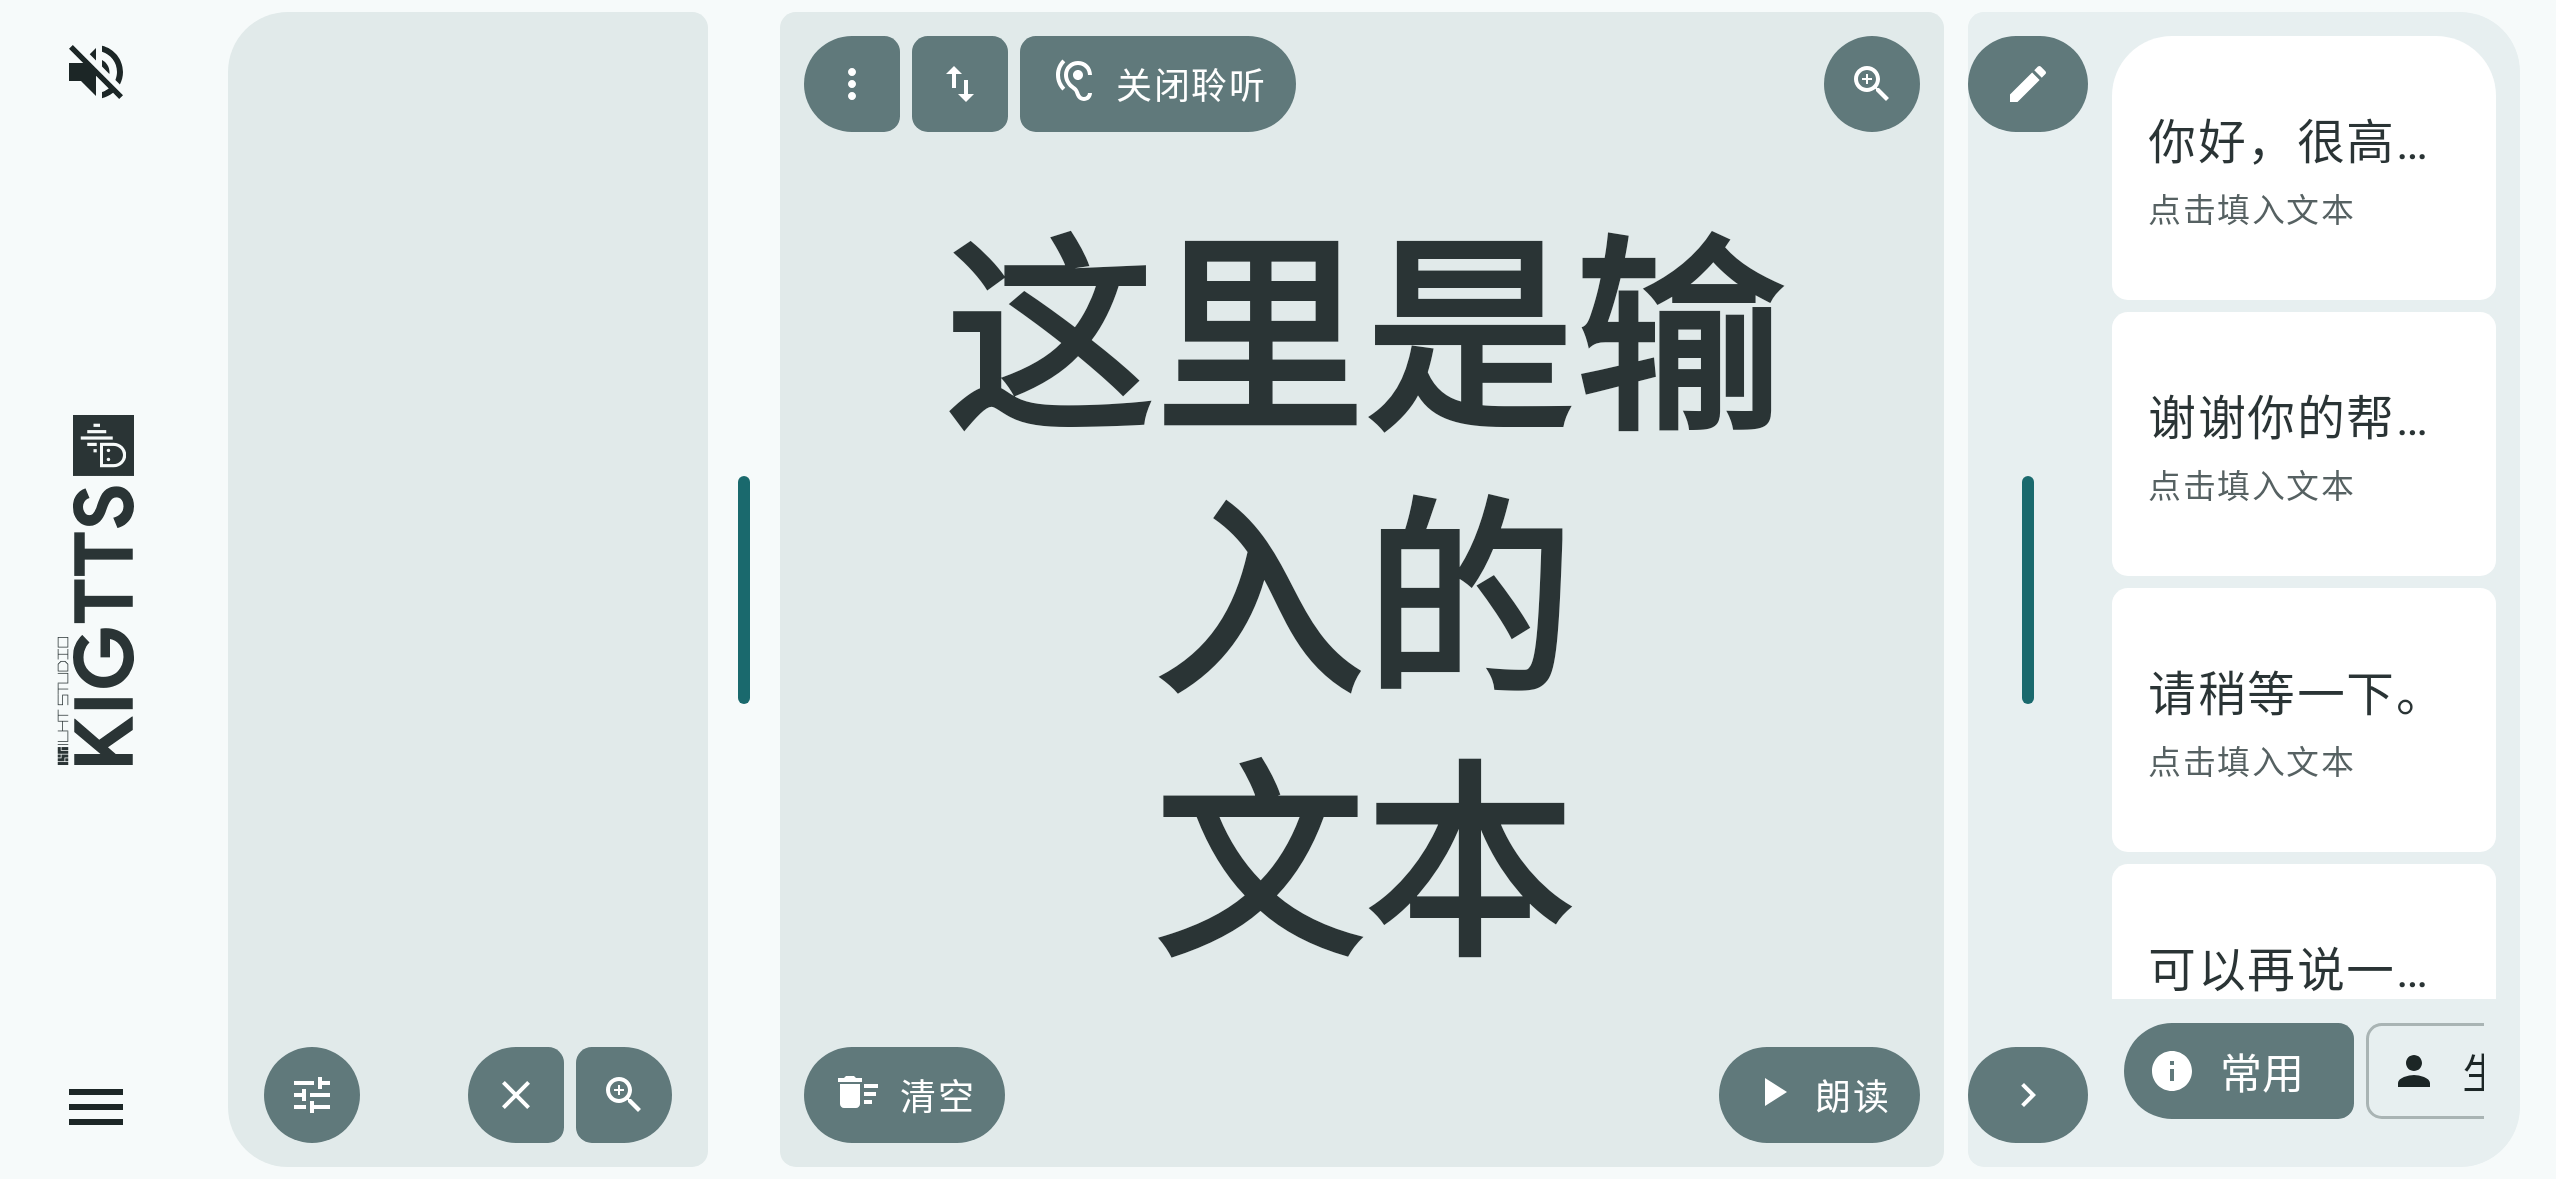 KIGTTS
关闭聆听
这里是输
入的
文本
清空
朗读
你好，很高...
点击填入文本
谢谢你的帮...
点击填入文本
请稍等一下。
点击填入文本
可以再说一...
常用